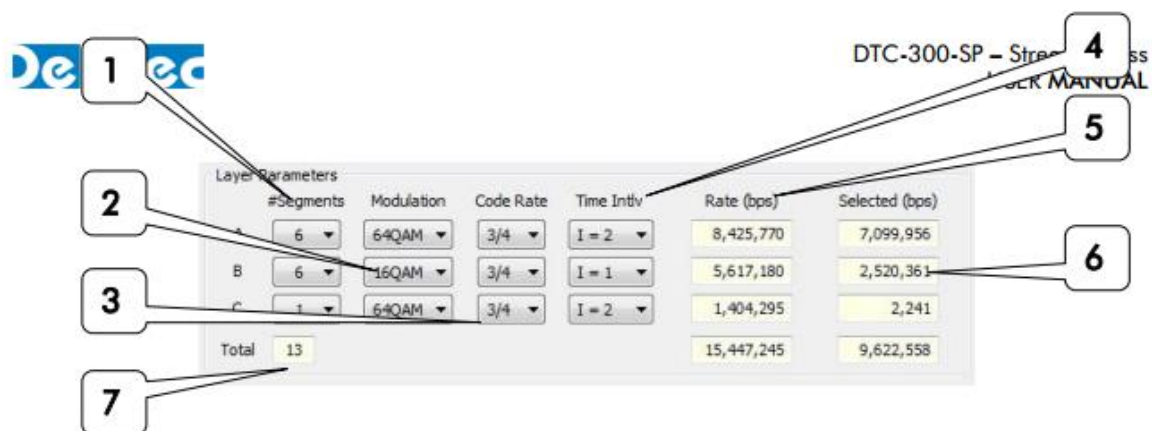 1
4
DTC-300-SP – Stre
MANUAL
5
2
Layer Parameters
#Segments Modulation Code Rate Time Intlv Rate (bps) Selected (bps)
6 64QAM 3/4 I = 2 8,425,770 7,099,956
B 6 16QAM 3/4 I = 1 5,617,180 2,520,361
6
3
1 64QAM 3/4 I = 2 1,404,295 2,241
Total 13 15,447,245 9,622,558
7